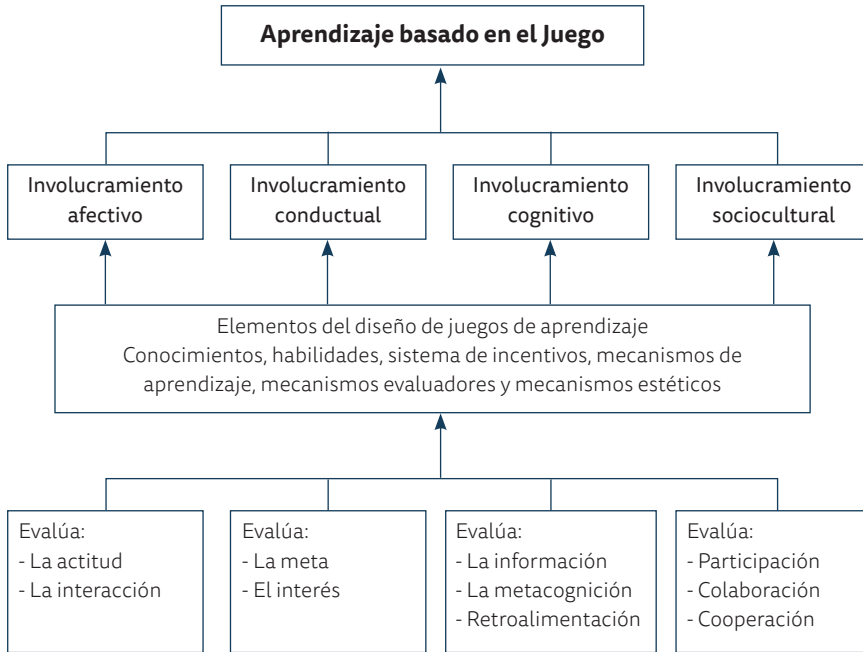 Aprendizaje basado en el Juego
Involucramiento
afectivo
Involucramiento
conductual
Involucramiento
cognitivo
Involucramiento
sociocultural
Elementos del diseño de juegos de aprendizaje
Conocimientos, habilidades, sistema de incentivos, mecanismos de
aprendizaje, mecanismos evaluadores y mecanismos estéticos
Evalúa:
- La actitud
- La interacción
Evalúa:
- La meta
- El interés
Evalúa:
- La información
- La metacognición
- Retroalimentación
Evalúa:
- Participación
- Colaboración
- Cooperación